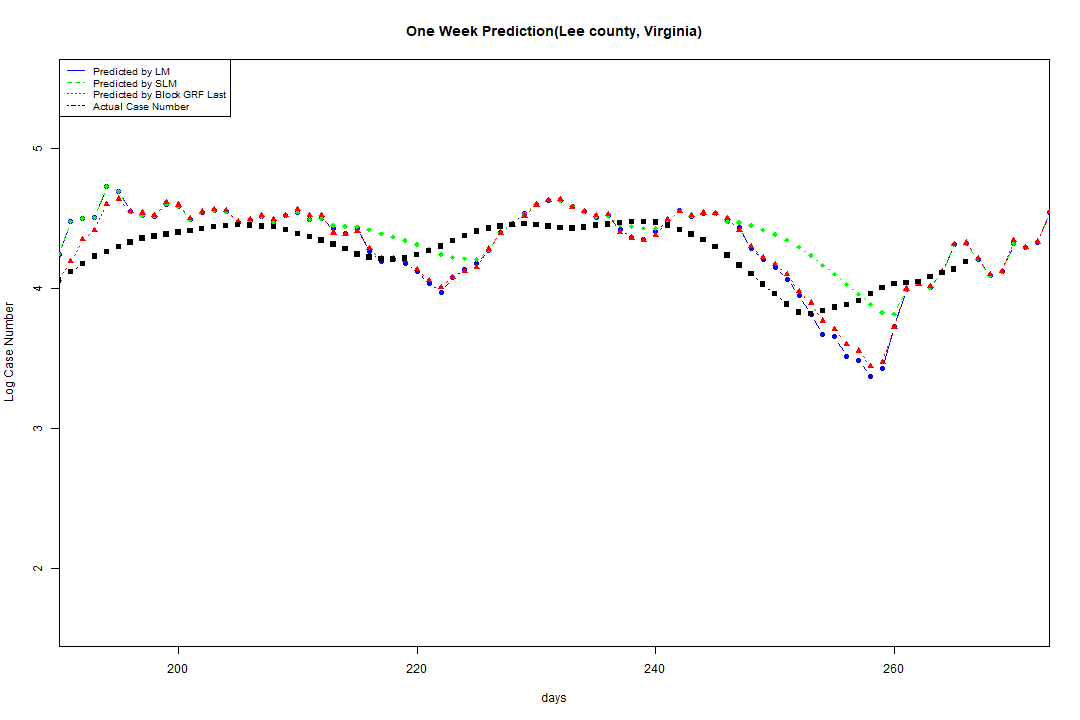 One Week Prediction(Lee county, Virginia)
Predicted by LM
Predicted by SLM
Predicted by Block GRF Last
Actual Case Number
5
4
3
2
Log Case Number
200 220 240 260
days